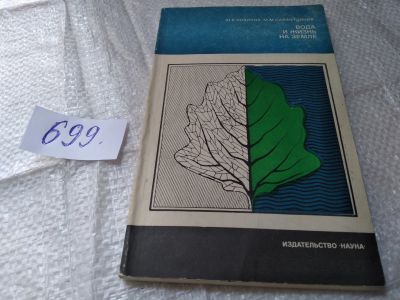 ВОДА
И ЖИЗНЬ
НА ЗЕМЛЕ
699.
ИЗДАТЕЛЬСТВО «НАУКА»